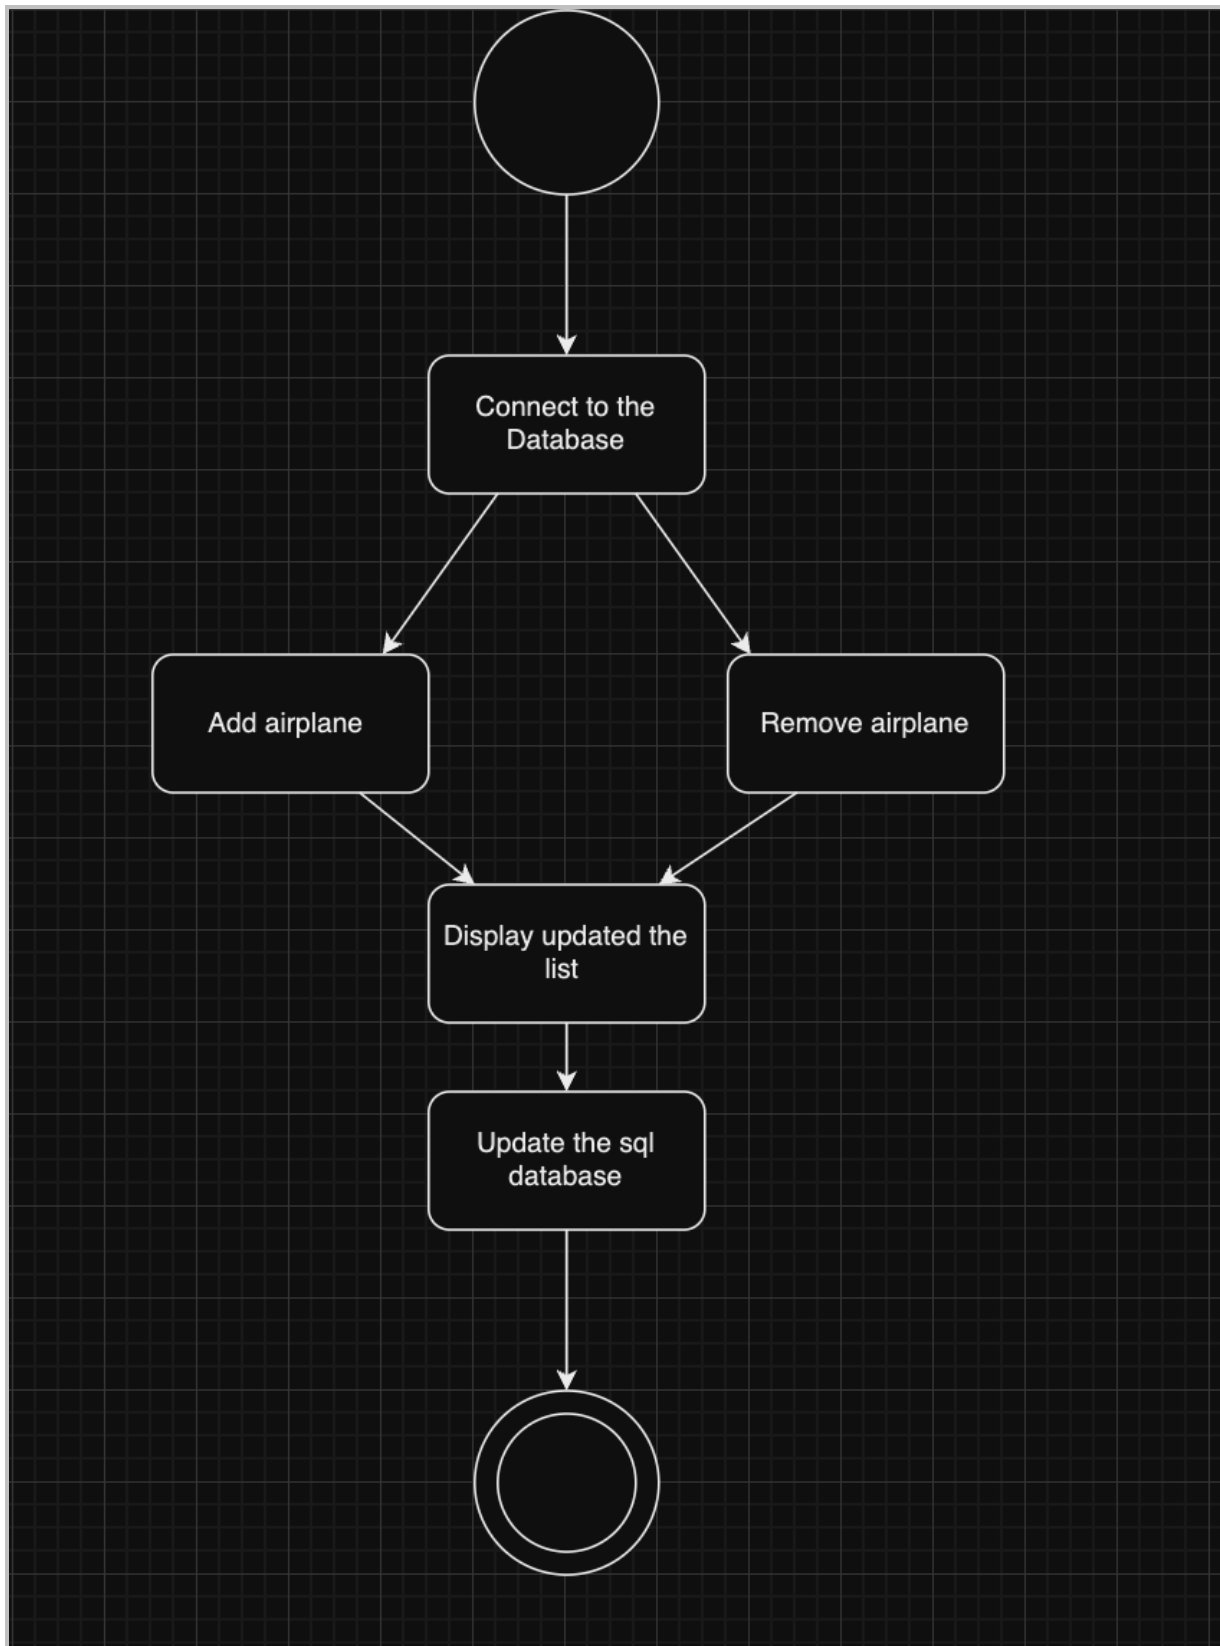 Connect to the
Database
Add airplane
Remove airplane
Display updated the
list
Update the sql
database